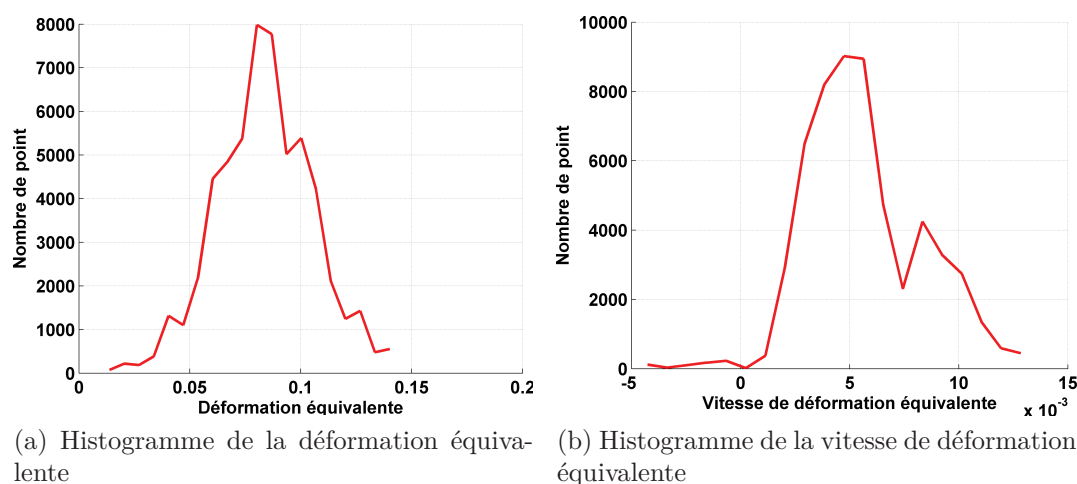 8000
7000
6000
5000
4000
3000
2000
1000
0
Nombre de point
0 0.05 0.1 0.15 0.2
Déformation équivalente
(a) Histogramme de la déformation équiva-
lente
10000
8000
6000
4000
2000
0
Nombre de point
-5 0 5 10 15
Vitesse de déformation équivalente
x 10⁻³
(b) Histogramme de la vitesse de déformation
équivalente